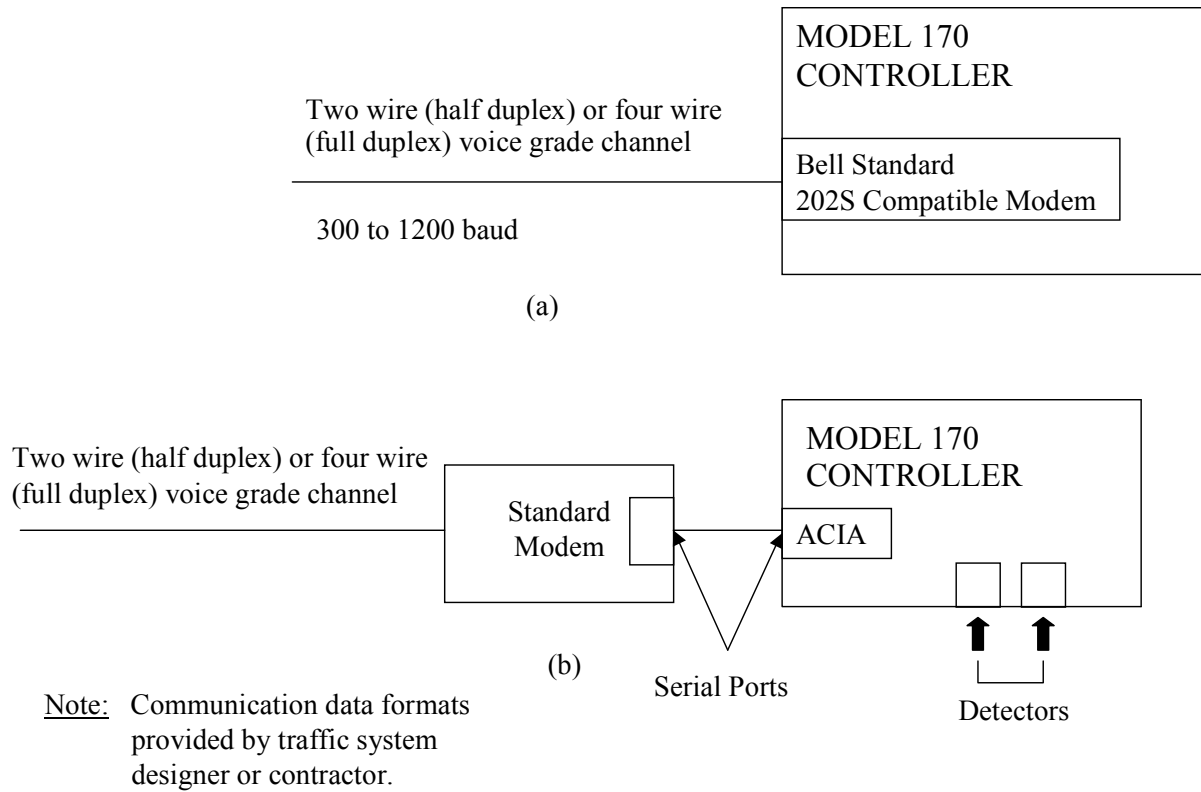 MODEL 170
CONTROLLER
Two wire (half duplex) or four wire
(full duplex) voice grade channel
Bell Standard
202S Compatible Modem
300 to 1200 baud
(a)
Two wire (half duplex) or four wire
(full duplex) voice grade channel
Standard
Modem
MODEL 170
CONTROLLER
ACIA
(b)
Serial Ports
Detectors
Note: Communication data formats
provided by traffic system
designer or contractor.